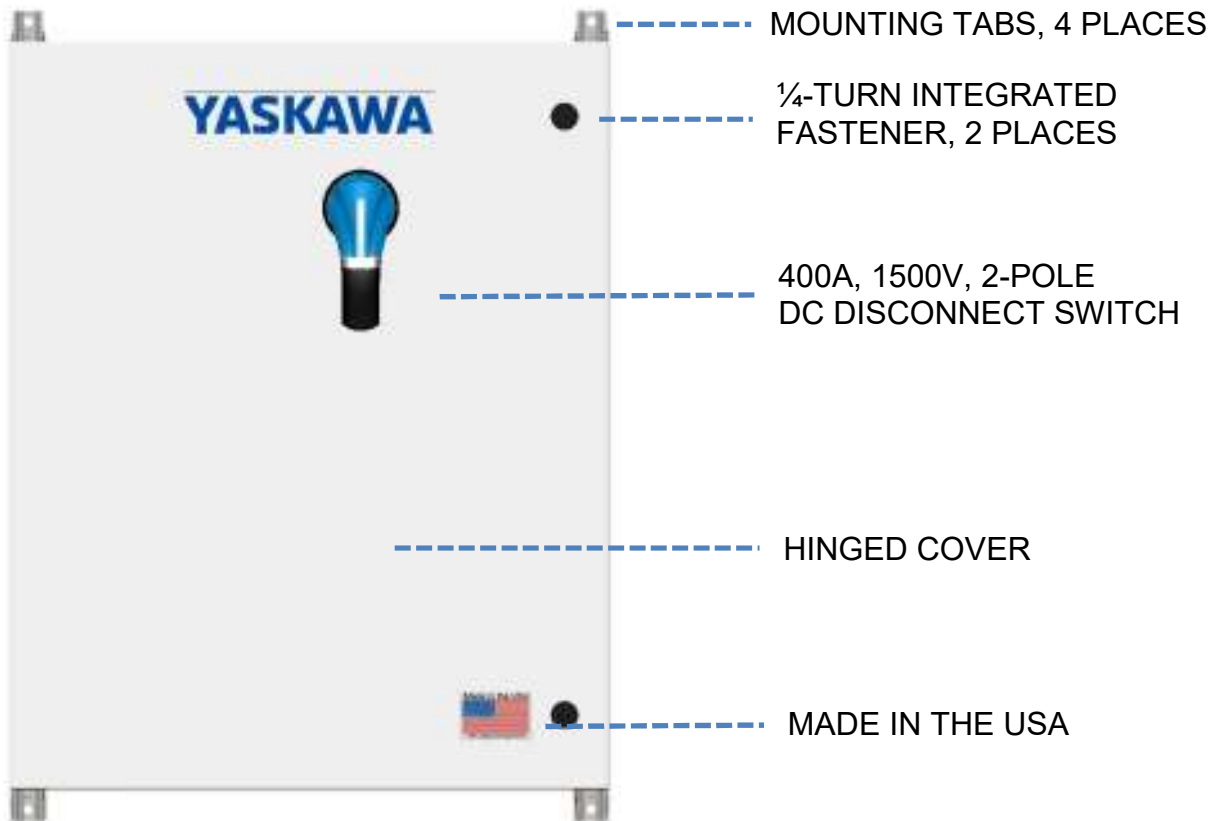 MOUNTING TABS, 4 PLACES
YASKAWA
¼-TURN INTEGRATED
FASTENER, 2 PLACES
400A, 1500V, 2-POLE
DC DISCONNECT SWITCH
HINGED COVER
MADE IN THE USA